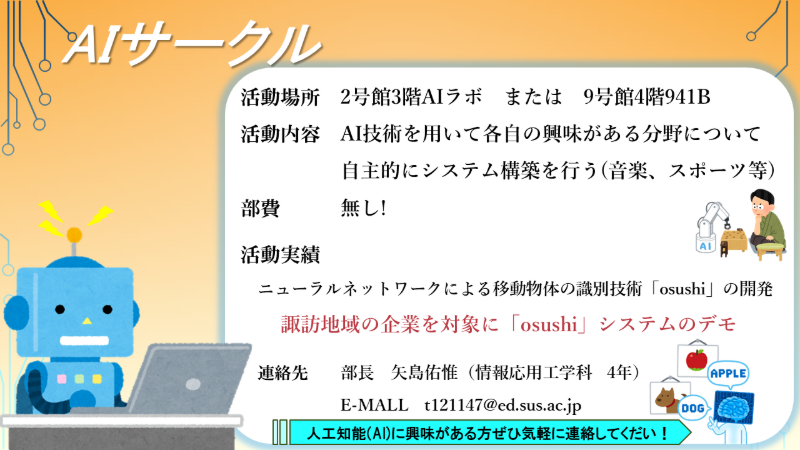 AIサークル
活動場所　2号館3階AIラボ　または　9号館4階941B
活動内容　AI技術を用いて各自の興味がある分野について
自主的にシステム構築を行う(音楽、スポーツ等)
部費　無し!
活動実績
ニューラルネットワークによる移動物体の識別技術「osushi」の開発
諏訪地域の企業を対象に「osushi」システムのデモ
連絡先　部長　矢島佑惟（情報応用工学科　4年）
E-MALL　t121147@ed.sus.ac.jp
人工知能(AI)に興味がある方ぜひ気軽に連絡してくだい！
AI
APPLE
DOG